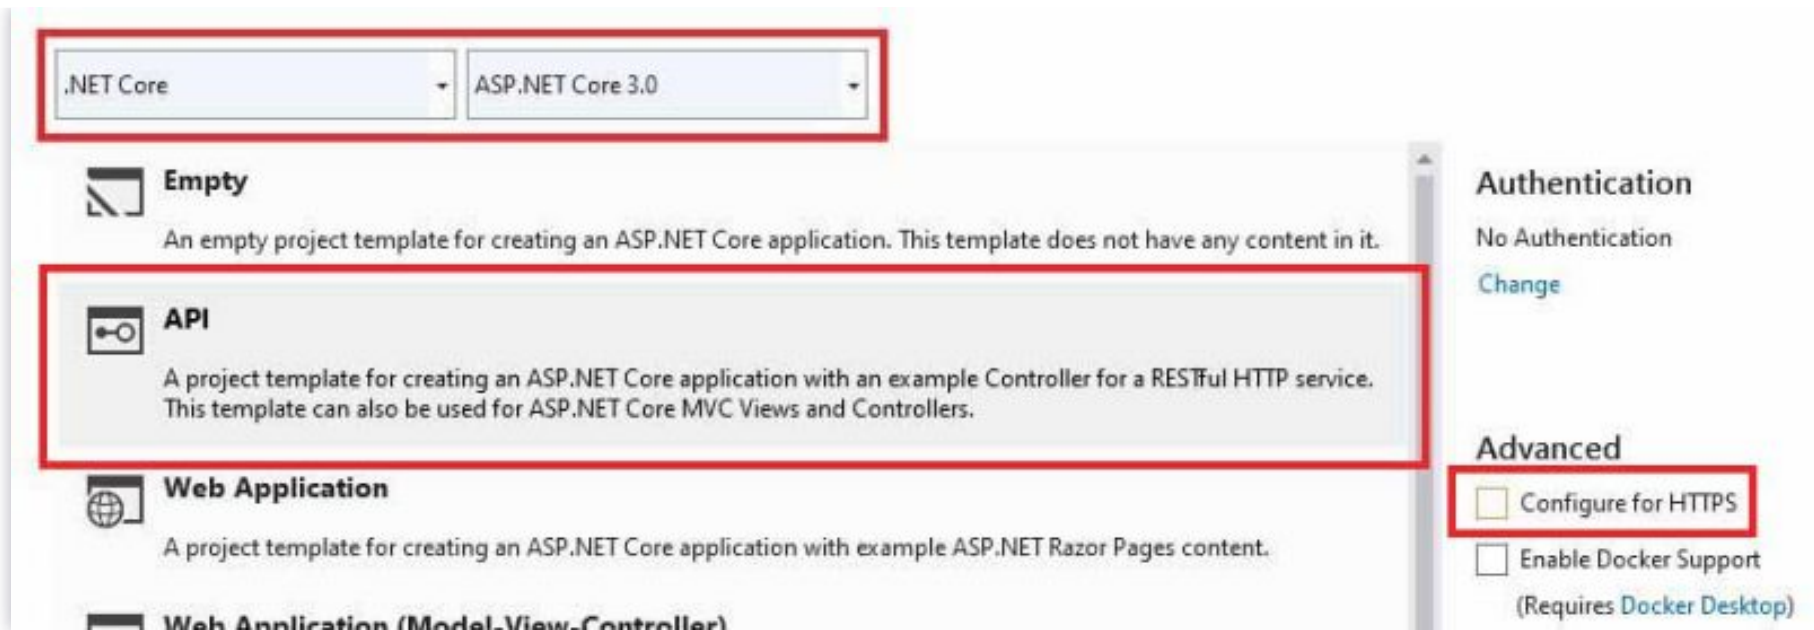 .NET Core
ASP.NET Core 3.0
Empty
An empty project template for creating an ASP.NET Core application. This template does not have any content in it.
API
A project template for creating an ASP.NET Core application with an example Controller for a RESTful HTTP service.
This template can also be used for ASP.NET Core MVC Views and Controllers.
Web Application
A project template for creating an ASP.NET Core application with example ASP.NET Razor Pages content.
Web Application (Model-View-Controller)
Authentication
No Authentication
Change
Advanced
Configure for HTTPS
Enable Docker Support
(Requires Docker Desktop)